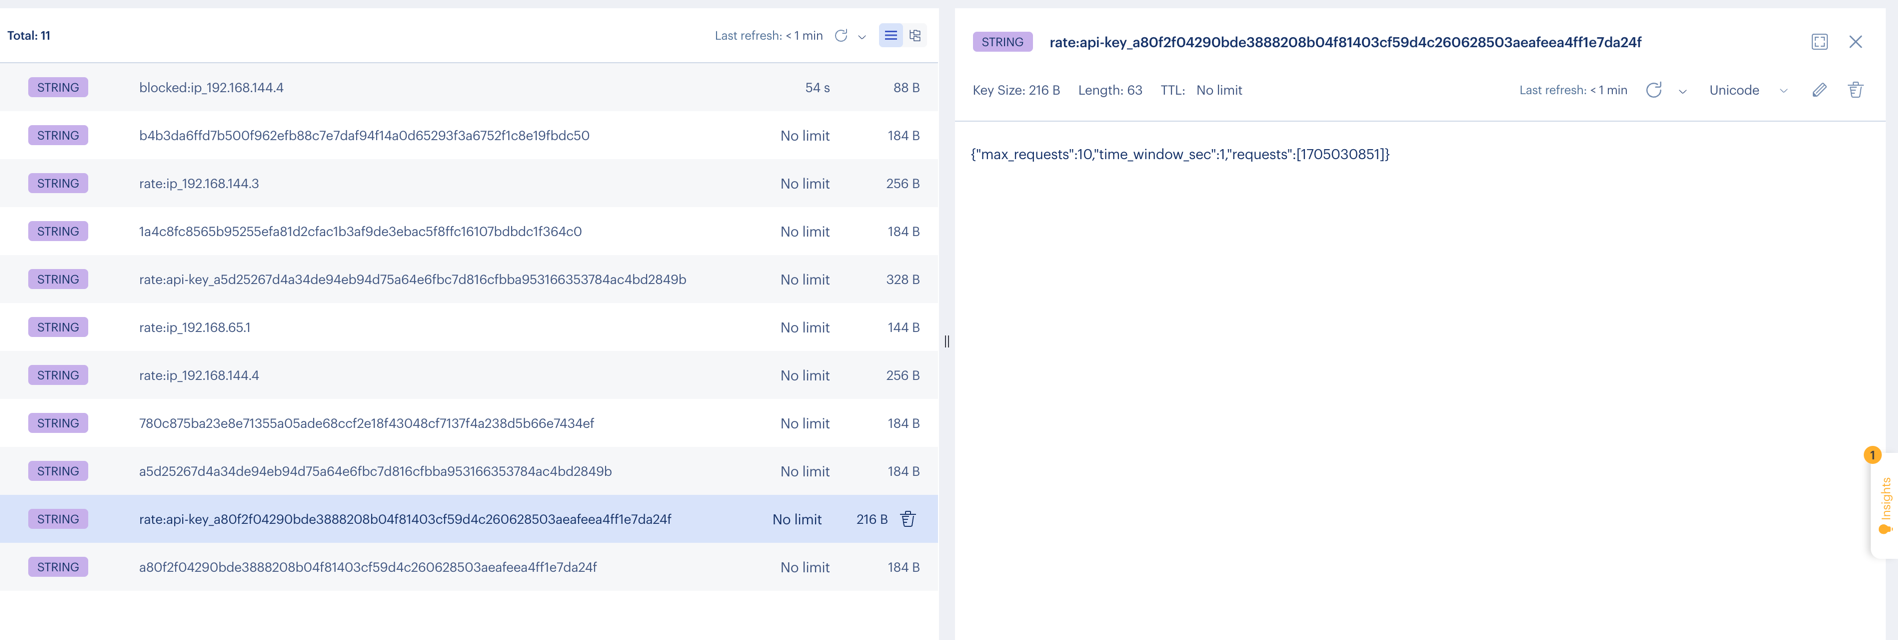 Total: 11
Last refresh: < 1 min
STRING blocked:ip_192.168.144.4 54 s 88 B
STRING b4b3da6ffd7b500f962efb88c7e7daf94f14a0d65293f3a6752f1c8e19fbdc50 No limit 184 B
STRING rate:ip_192.168.144.3 No limit 256 B
STRING 1a4c8fc8565b95255efa81d2cfac1b3af9de3ebac5f8ffc16107bdbdc1f364c0 No limit 184 B
STRING rate:api-key_a5d25267d4a34de94eb94d75a64e6fbc7d816cfbba953166353784ac4bd2849b No limit 328 B
STRING rate:ip_192.168.65.1 No limit 144 B
STRING rate:ip_192.168.144.4 No limit 256 B
STRING 780c875ba23e8e71355a05ade68ccf2e18f43048cf7137f4a238d5b66e7434ef No limit 184 B
STRING a5d25267d4a34de94eb94d75a64e6fbc7d816cfbba953166353784ac4bd2849b No limit 184 B
STRING rate:api-key_a80f2f04290bde3888208b04f81403cf59d4c260628503aeafeea4ff1e7da24f No limit 216 B
STRING a80f2f04290bde3888208b04f81403cf59d4c260628503aeafeea4ff1e7da24f No limit 184 B
STRING rate:api-key_a80f2f04290bde3888208b04f81403cf59d4c260628503aeafeea4ff1e7da24f
Key Size: 216 B Length: 63 TTL: No limit Last refresh: < 1 min Unicode
{"max_requests":10,"time_window_sec":1,"requests":[1705030851]}
1
Insights